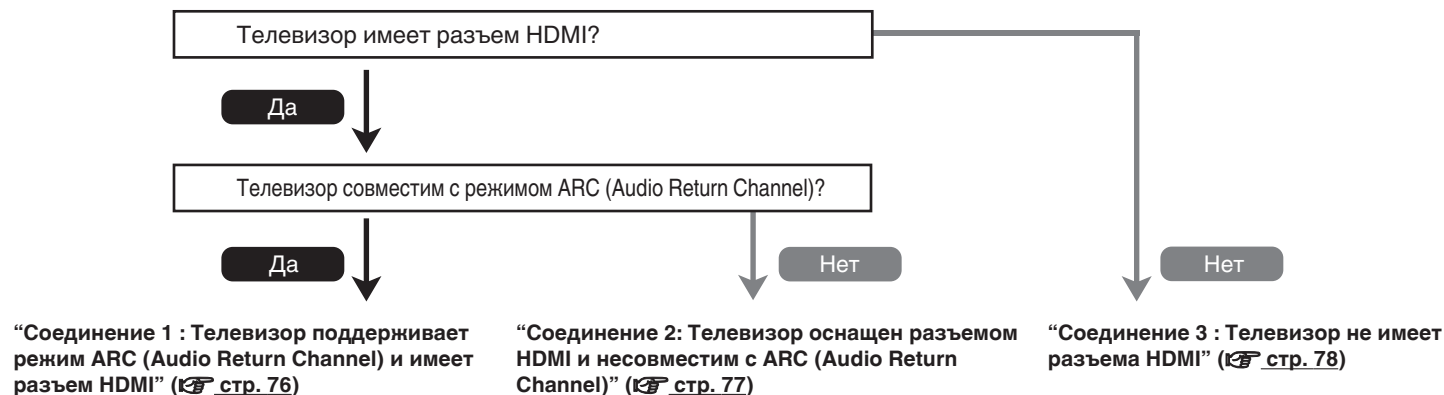 Телевизор имеет разъем HDMI?
Да
Телевизор совместим с режимом ARC (Audio Return Channel)?
Да
Нет
Нет
“Соединение 1 : Телевизор поддерживает
режим ARC (Audio Return Channel) и имеет
разъем HDMI” (☞ стр. 76)
“Соединение 2: Телевизор оснащен разъемом
HDMI и несовместим с ARC (Audio Return
Channel)” (☞ стр. 77)
“Соединение 3 : Телевизор не имеет
разъема HDMI” (☞ стр. 78)